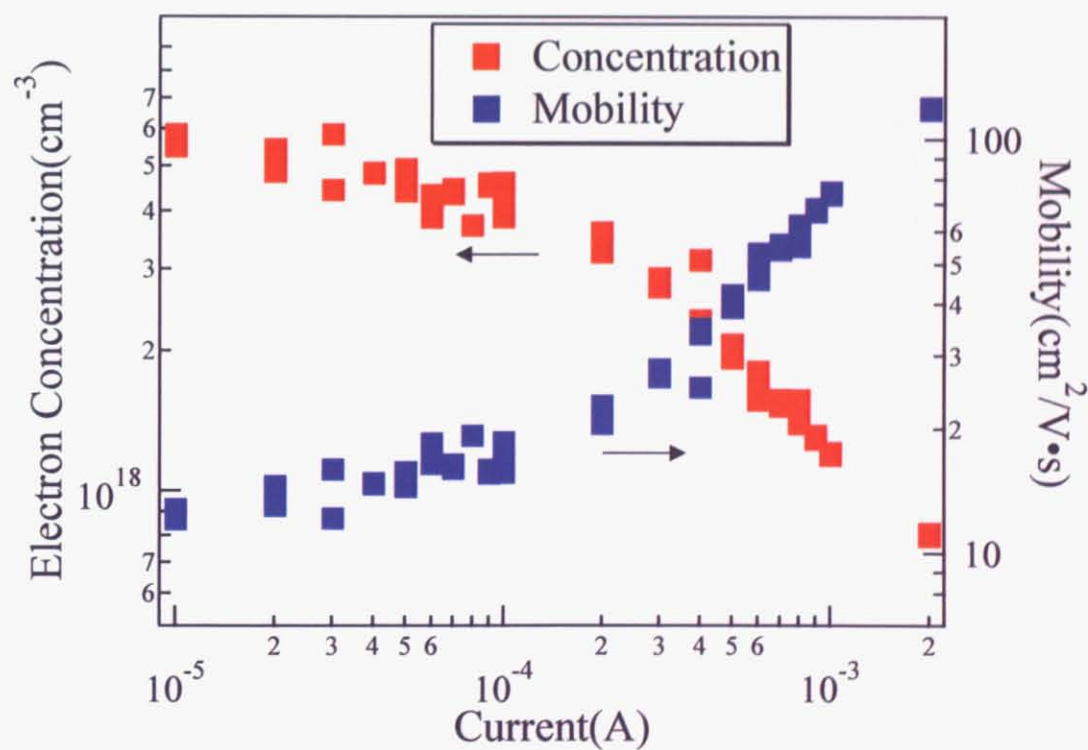 Concentration
Mobility
Electron Concentration(cm-3)
7
6
5
4
3
2
10^18
7
6
100
6
5
4
3
2
10
Mobility(cm^2/V•s)
2 3 4 5 6 2 3 4 5 6 2
10^-5 10^-4 10^-3
Current(A)